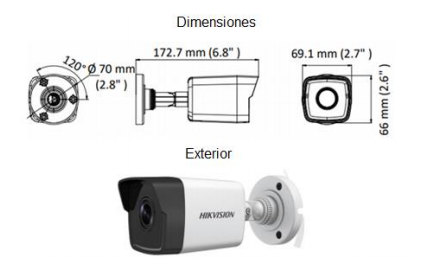 Dimensiones
172.7 mm (6.8" )
69.1 mm (2.7" )
120°
Ø 70 mm
(2.8" )
66 mm (2.6" )
Exterior
HIKVISION